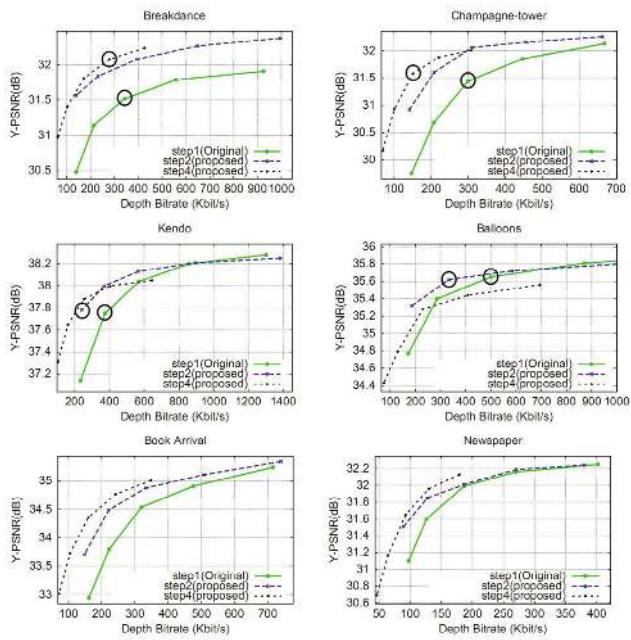 Breakdance
Y-PSNR(dB)
32
31.5
31
30.5
step1(Original)
step2(proposed)
step4(proposed)
100 200 300 400 500 600 700 800 900 1000
Depth Bitrate (Kbit/s)
Champagne-tower
Y-PSNR(dB)
32
31.5
31
30.5
30
step1(Original)
step2(proposed)
step4(proposed)
100 200 300 400 500 600 700
Depth Bitrate (Kbit/s)
Kendo
Y-PSNR(dB)
38.2
38
37.8
37.6
37.4
37.2
step1(Original)
step2(proposed)
step4(proposed)
200 400 600 800 1000 1200 1400
Depth Bitrate (Kbit/s)
Balloons
Y-PSNR(dB)
36
35.8
35.6
35.4
35.2
35
34.8
34.6
34.4
step1(Original)
step2(proposed)
step4(proposed)
100 200 300 400 500 600 700 800 900 1000
Depth Bitrate (Kbit/s)
Book Arrival
Y-PSNR(dB)
35
34.5
34
33.5
33
step1(Original)
step2(proposed)
step4(proposed)
100 200 300 400 500 600 700
Depth Bitrate (Kbit/s)
Newspaper
Y-PSNR(dB)
32.2
32
31.8
31.6
31.4
31.2
31
30.8
30.6
step1(Original)
step2(proposed)
step4(proposed)
50 100 150 200 250 300 350 400
Depth Bitrate (Kbit/s)